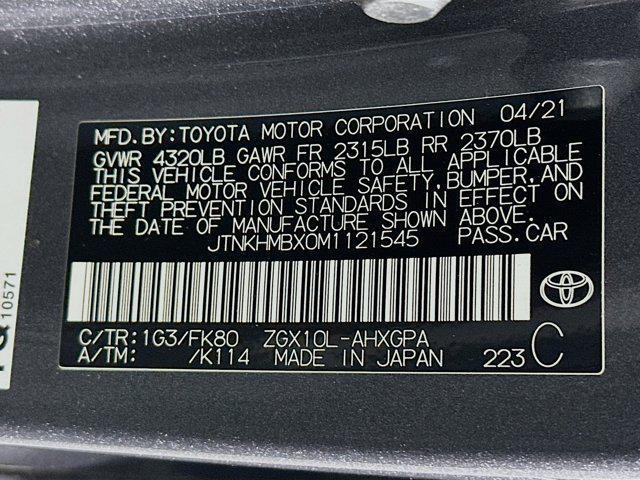 MFD.BY:TOYOTA MOTOR CORPORATION 04/21
GVWR 4320LB GAWR FR 2315LB RR 2370LB
THIS VEHICLE CONFORMS TO ALL APPLICABLE
FEDERAL MOTOR VEHICLE SAFETY,BUMPER,AND
THEFT PREVENTION STANDARDS IN EFFECT ON
THE DATE OF MANUFACTURE SHOWN ABOVE.
JTNKHMBX0M1121545 PASS.CAR
C/TR:1G3/FK80 ZGX10L-AHXGPA
A/TM: /K114 MADE IN JAPAN 223 C
10571